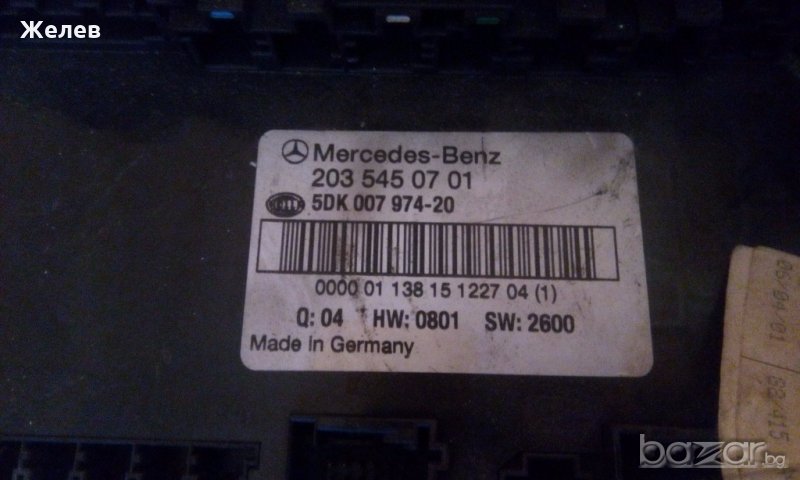 Желев
Mercedes-Benz
203 545 07 01
HELLA 5DK 007 974-20
0000 01 138 15 1227 04 (1)
Q: 04 HW: 0801 SW: 2600
Made in Germany
bazar.bg